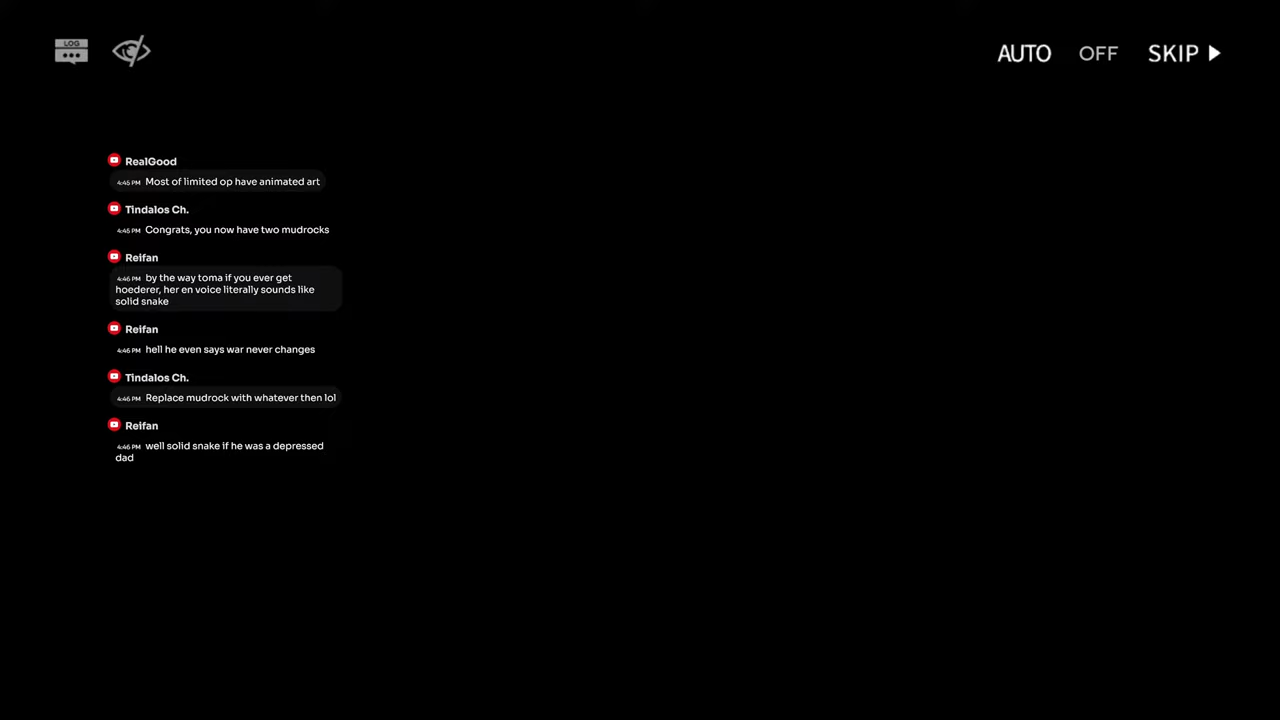 LOG
AUTO OFF SKIP
RealGood
4:45 PM Most of limited op have animated art
Tindalos Ch.
4:45 PM Congrats, you now have two mudrocks
Reifan
4:46 PM by the way toma if you ever get
hoederer, her en voice literally sounds like
solid snake
Reifan
4:46 PM hell he even says war never changes
Tindalos Ch.
4:46 PM Replace mudrock with whatever then lol
Reifan
4:46 PM well solid snake if he was a depressed
dad